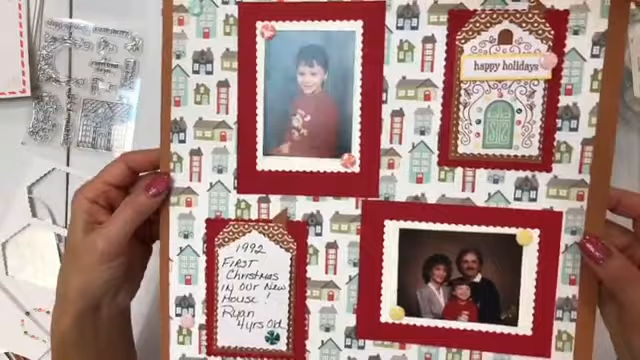 happy holidays
1992
FIRST
Christmas
in our New
House!
Ryan
4yrs old